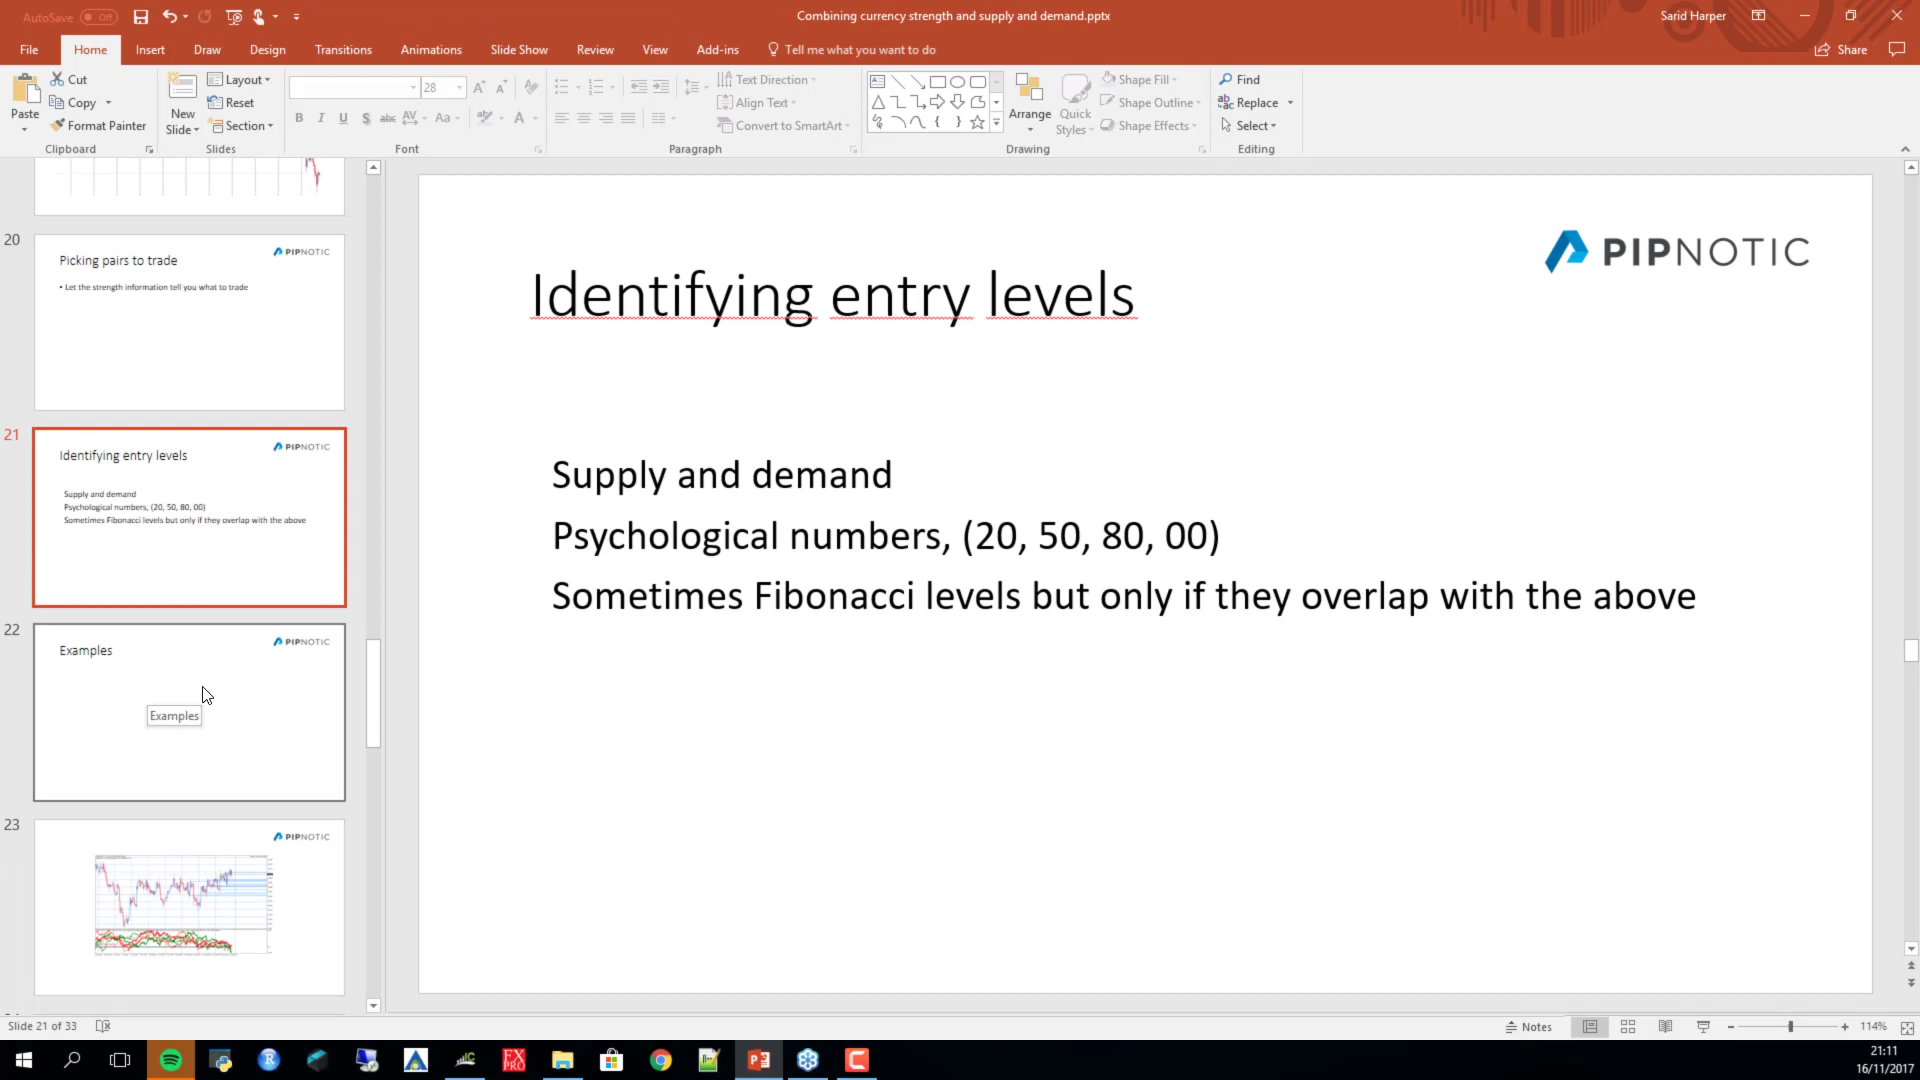 AutoSave Off
Combining currency strength and supply and demand.pptx
Sarid Harper
File Home Insert Draw Design Transitions Animations Slide Show Review View Add-ins Tell me what you want to do
Share
Paste
Cut
Copy
Format Painter
Clipboard
New
Slide
Layout
Reset
Section
Slides
28
B I U S abc AV Aa A
Font
Text Direction
Align Text
Convert to SmartArt
Paragraph
Arrange
Quick
Styles
Shape Fill
Shape Outline
Shape Effects
Drawing
Find
Replace
Select
Editing
20
Picking pairs to trade
PIPNOTIC
• Let the strength information tell you what to trade
21
Identifying entry levels
PIPNOTIC
Supply and demand
Psychological numbers, (20, 50, 80, 00)
Sometimes Fibonacci levels but only if they overlap with the above
22
Examples
PIPNOTIC
Examples
23
PIPNOTIC
PIPNOTIC
Identifying entry levels
Supply and demand
Psychological numbers, (20, 50, 80, 00)
Sometimes Fibonacci levels but only if they overlap with the above
Slide 21 of 33
Notes
114%
FX
PRO
21:11
16/11/2017